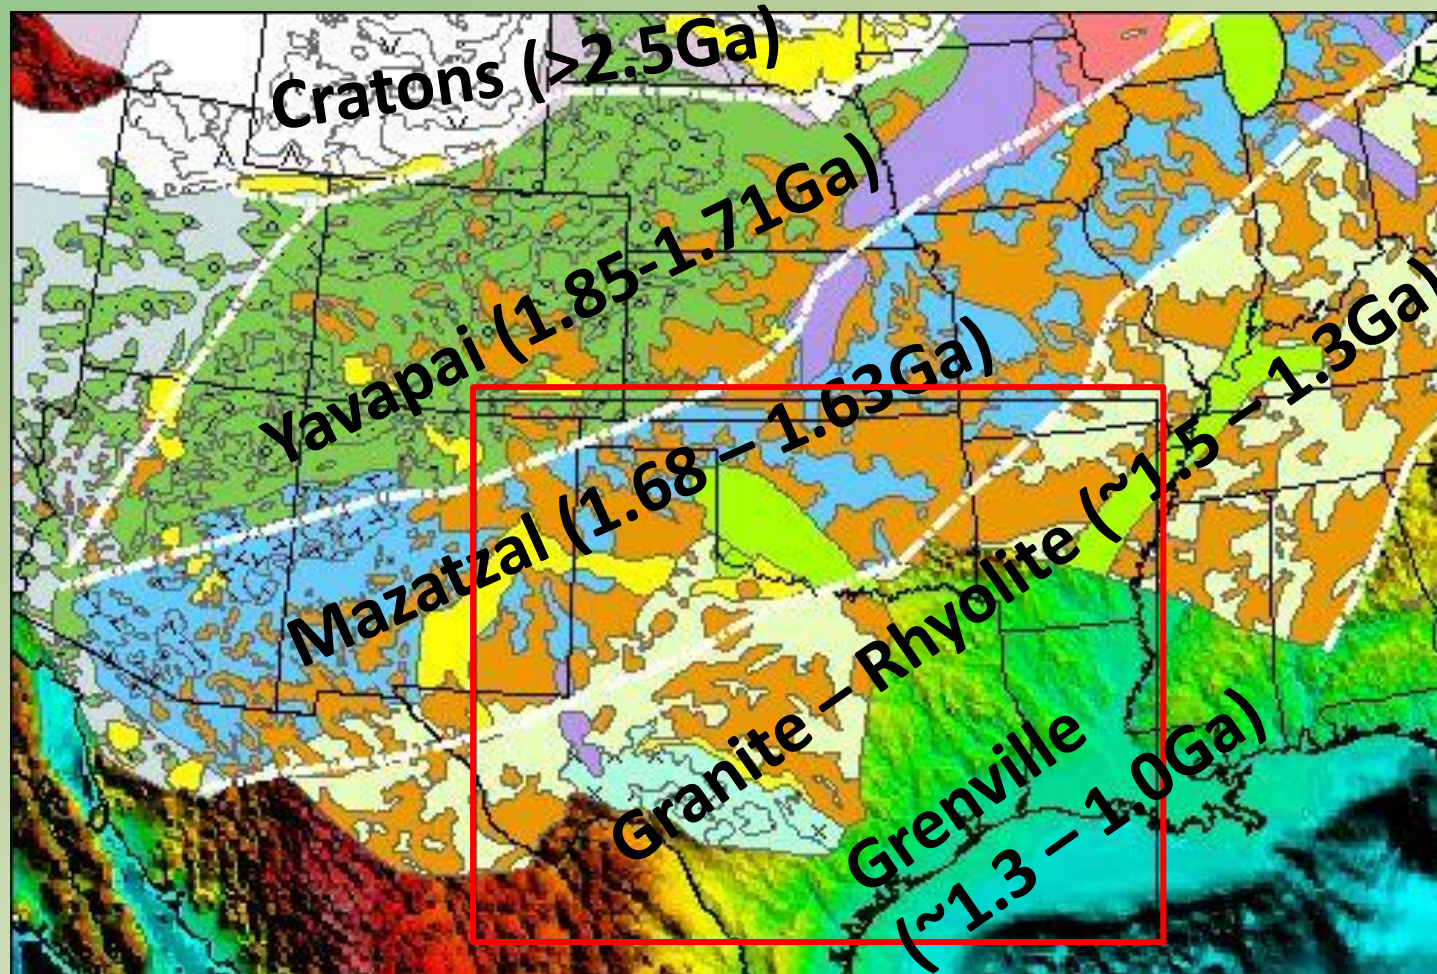 Cratons (>2.5Ga)
Yavapai (1.85-1.71Ga)
Mazatzal (1.68 – 1.63Ga)
Granite – Rhyolite (~1.5 – 1.3Ga)
Grenville
(~1.3 – 1.0Ga)